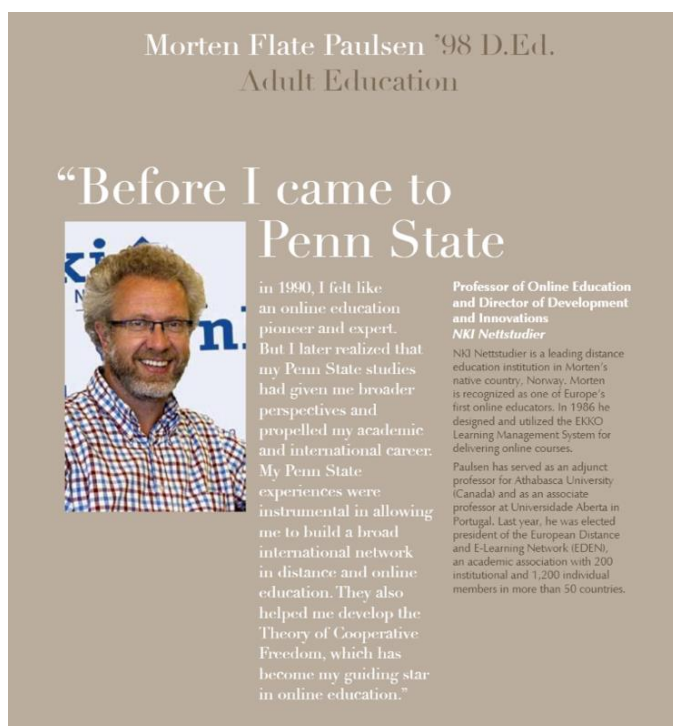 Morten Flate Paulsen ’98 D.Ed.
Adult Education
“Before I came to
Penn State
in 1990, I felt like
an online education
pioneer and expert.
But I later realized that
my Penn State studies
had given me broader
perspectives and
propelled my academic
and international career.
My Penn State
experiences were
instrumental in allowing
me to build a broad
international network
in distance and online
education. They also
helped me develop the
Theory of Cooperative
Freedom, which has
become my guiding star
in online education.”
Professor of Online Education
and Director of Development
and Innovations
NKI Nettstudier
NKI Nettstudier is a leading distance
education institution in Morten’s
native country, Norway. Morten
is recognized as one of Europe’s
first online educators. In 1986 he
designed and utilized the EKKO
Learning Management System for
delivering online courses.
Paulsen has served as an adjunct
professor for Athabasca University
(Canada) and as an associate
professor at Universidade Aberta in
Portugal. Last year, he was elected
president of the European Distance
and E-Learning Network (EDEN),
an academic association with 200
institutional and 1,200 individual
members in more than 50 countries.